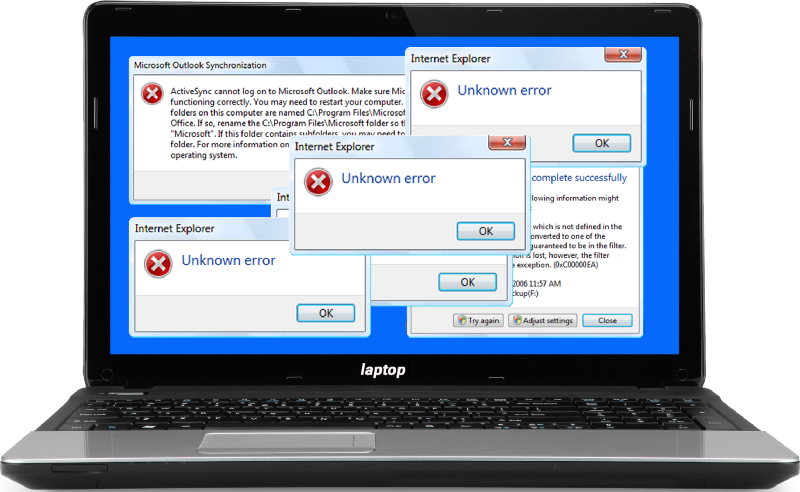 Microsoft Outlook Synchronization
ActiveSync cannot log on to Microsoft Outlook. Make sure Mic
functioning correctly. You may need to restart your computer.
folders on this computer are named C:\Program Files\Micros
Office. If so, rename the C:\Program Files\Microsoft folder so th
"Microsoft". If this folder contains subfolders, you may need to
folder. For more information on
operating system.
Internet Explorer
Unknown error
OK
Internet Explorer
Unknown error
OK
Int
Internet Explorer
Unknown error
OK
OK
complete successfully
lowing information might
which is not defined in the
onverted to one of the
guaranteed to be in the filter.
on is lost, however, the filter
e exception. (0xC00000EA)
2006 11:57 AM
ckup(F:)
Try again
Adjust settings
Close
laptop